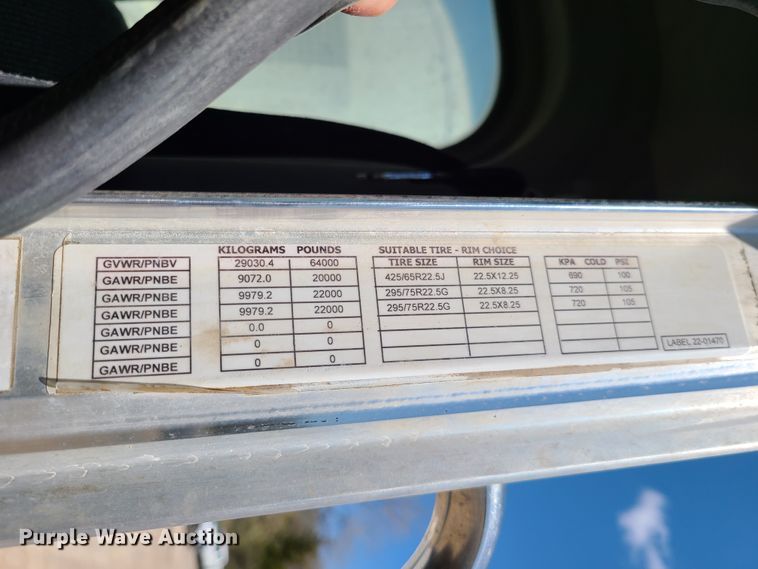 KILOGRAMS POUNDS SUITABLE TIRE - RIM CHOICE
TIRE SIZE RIM SIZE KPA COLD PSI
GVWR/PNBV 29030.4 64000
GAWR/PNBE 9072.0 20000 425/65R22.5J 22.5X12.25 690 100
GAWR/PNBE 9979.2 22000 295/75R22.5G 22.5X8.25 720 105
GAWR/PNBE 9979.2 22000 295/75R22.5G 22.5X8.25 720 105
GAWR/PNBE 0.0 0
GAWR/PNBE 0 0
GAWR/PNBE 0 0
LABEL 22-01470
Purple Wave Auction